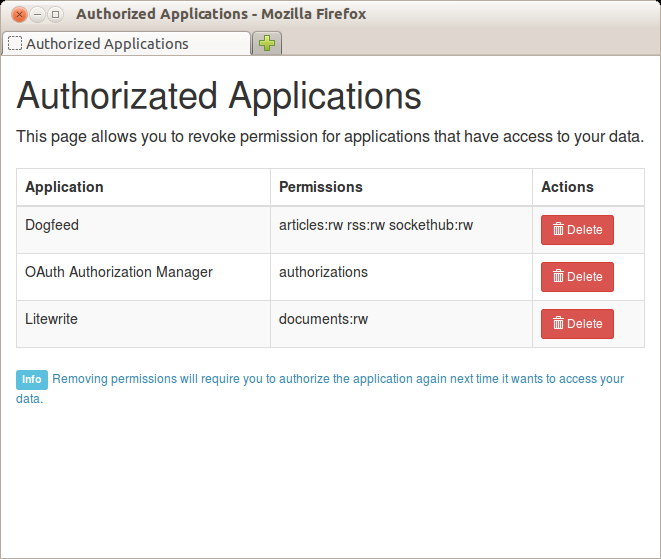 Authorized Applications - Mozilla Firefox
Authorized Applications
Authorizated Applications
This page allows you to revoke permission for applications that have access to your data.
Application Permissions Actions
Dogfeed articles:rw rss:rw sockethub:rw Delete
OAuth Authorization Manager authorizations Delete
Litewrite documents:rw Delete
Info Removing permissions will require you to authorize the application again next time it wants to access your
data.